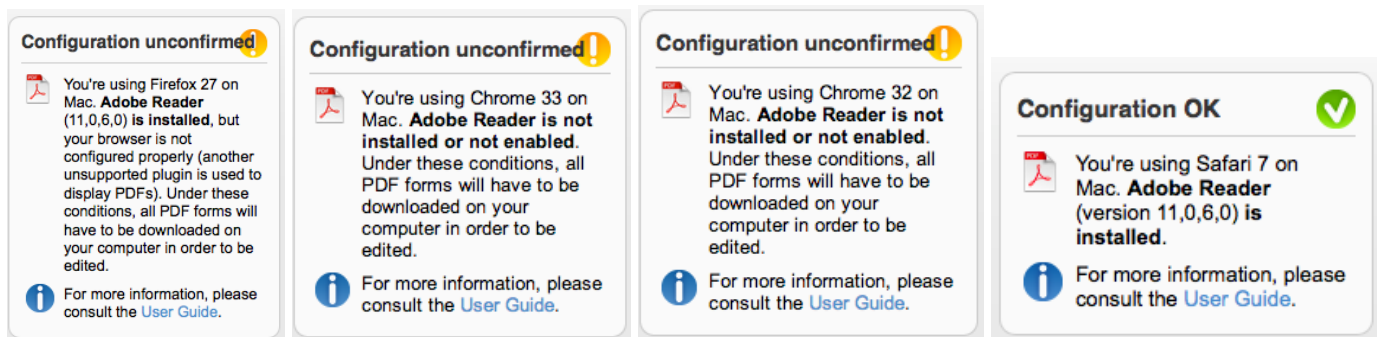 Configuration unconfirmed
PDF
You're using Firefox 27 on
Mac. Adobe Reader
(11,0,6,0) is installed, but
your browser is not
configured properly (another
unsupported plugin is used to
display PDFs). Under these
conditions, all PDF forms will
have to be downloaded on
your computer in order to be
edited.
For more information, please
consult the User Guide.
Configuration unconfirmed
PDF
You're using Chrome 33 on
Mac. Adobe Reader is not
installed or not enabled.
Under these conditions, all
PDF forms will have to be
downloaded on your
computer in order to be
edited.
For more information, please
consult the User Guide.
Configuration unconfirmed
PDF
You're using Chrome 32 on
Mac. Adobe Reader is not
installed or not enabled.
Under these conditions, all
PDF forms will have to be
downloaded on your
computer in order to be
edited.
For more information, please
consult the User Guide.
Configuration OK
PDF
You're using Safari 7 on
Mac. Adobe Reader
(version 11,0,6,0) is
installed.
For more information, please
consult the User Guide.